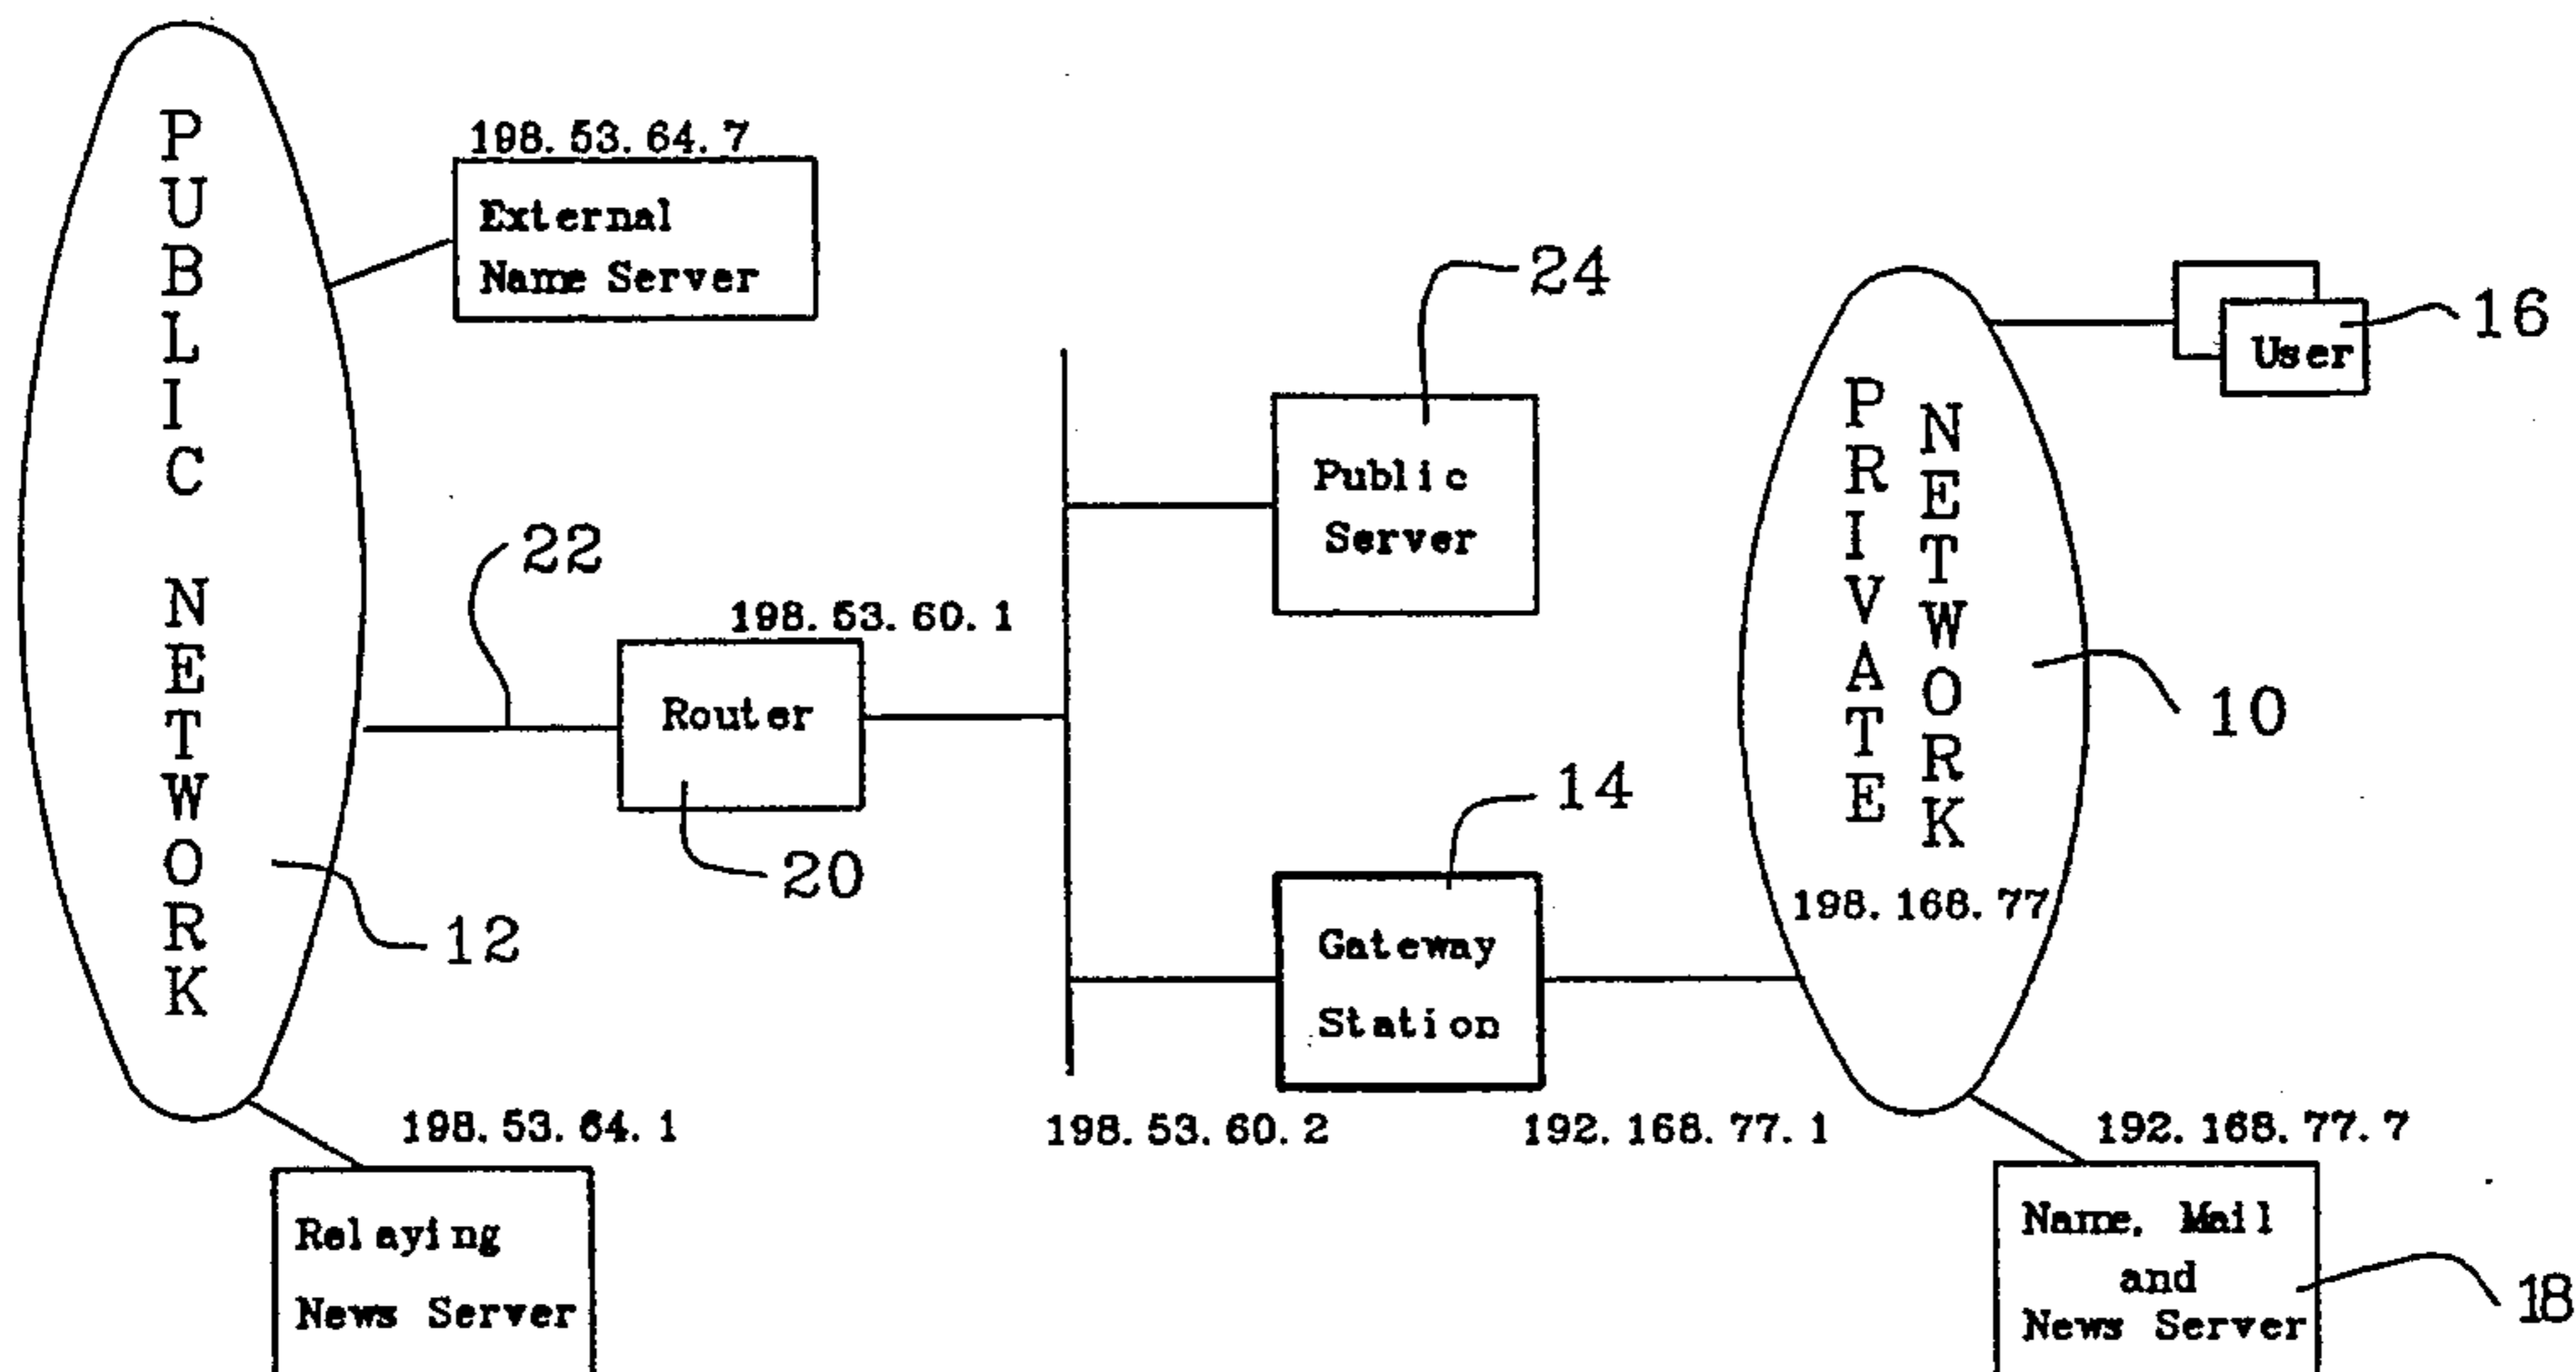 PUBLIC NETWORK
12
198.53.64.7
External
Name Server
22
198.53.60.1
Router
20
198.53.64.1
Relaying
News Server
24
Public
Server
14
Gateway
Station
198.53.60.2
192.168.77.1
PRIVATE
NETWORK
198.168.77
10
User
16
192.168.77.7
Name, Mail
and
News Server
18